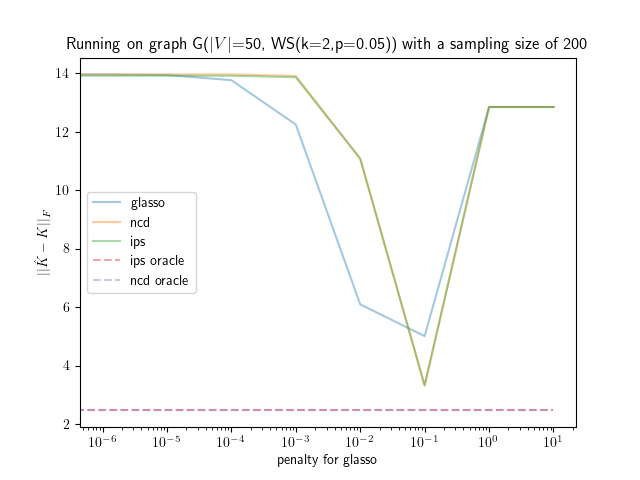 Running on graph G(|V|=50, WS(k=2,p=0.05)) with a sampling size of 200
||K̂ − K||_F
14
12
10
8
6
4
2
glasso
ncd
ips
ips oracle
ncd oracle
10⁻⁶ 10⁻⁵ 10⁻⁴ 10⁻³ 10⁻² 10⁻¹ 10⁰ 10¹
penalty for glasso